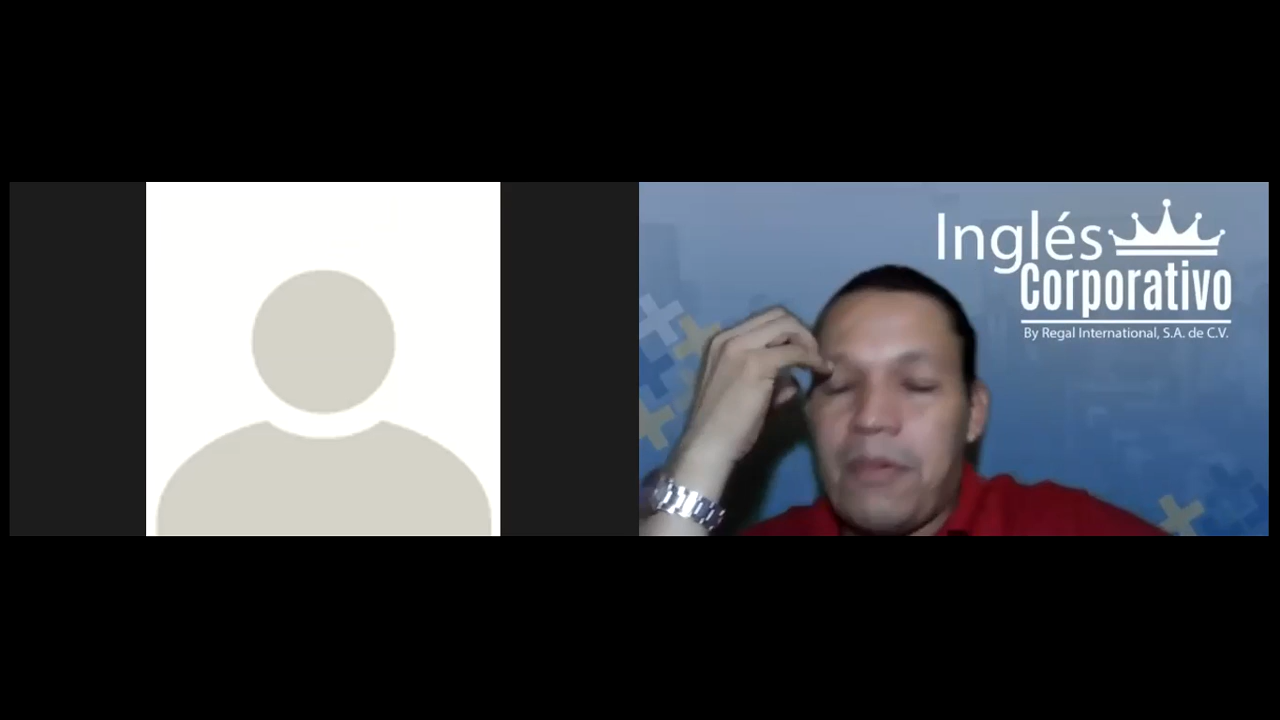 Inglés
Corporativo
By Regal International, S.A. de C.V.